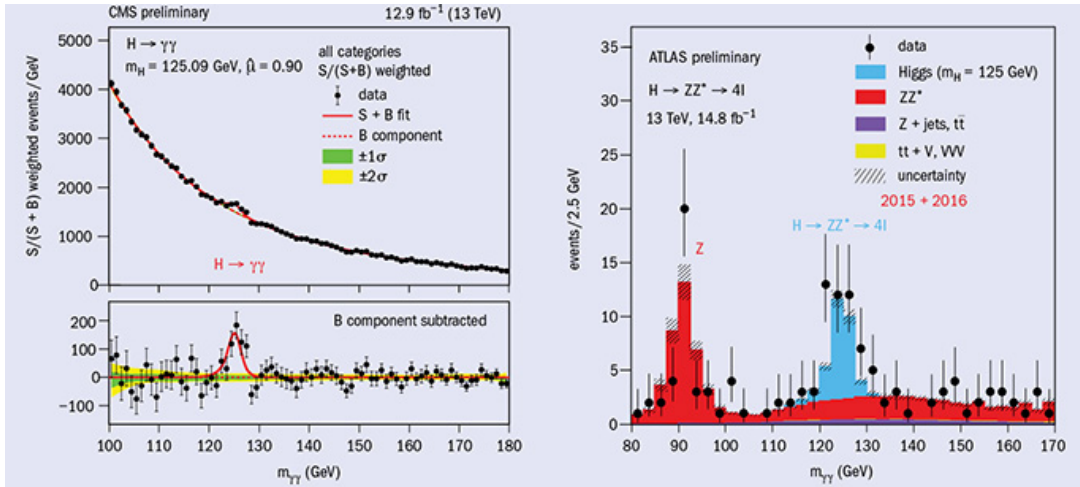 CMS preliminary 12.9 fb⁻¹ (13 TeV)
S/(S + B) weighted events/GeV
5000
4000
3000
2000
1000
0
H → γγ
m_H = 125.09 GeV, μ̂ = 0.90
all categories
S/(S+B) weighted
data
S + B fit
B component
±1σ
±2σ
H → γγ
B component subtracted
200
100
0
−100
100 110 120 130 140 150 160 170 180
m_γγ (GeV)
events/2.5 GeV
35
30
25
20
15
10
5
0
ATLAS preliminary
H → ZZ* → 4l
13 TeV, 14.8 fb⁻¹
data
Higgs (m_H = 125 GeV)
ZZ*
Z + jets, tt̄
tt + V, VVV
uncertainty
2015 + 2016
H → ZZ* → 4l
Z
80 90 100 110 120 130 140 150 160 170
m_γγ (GeV)